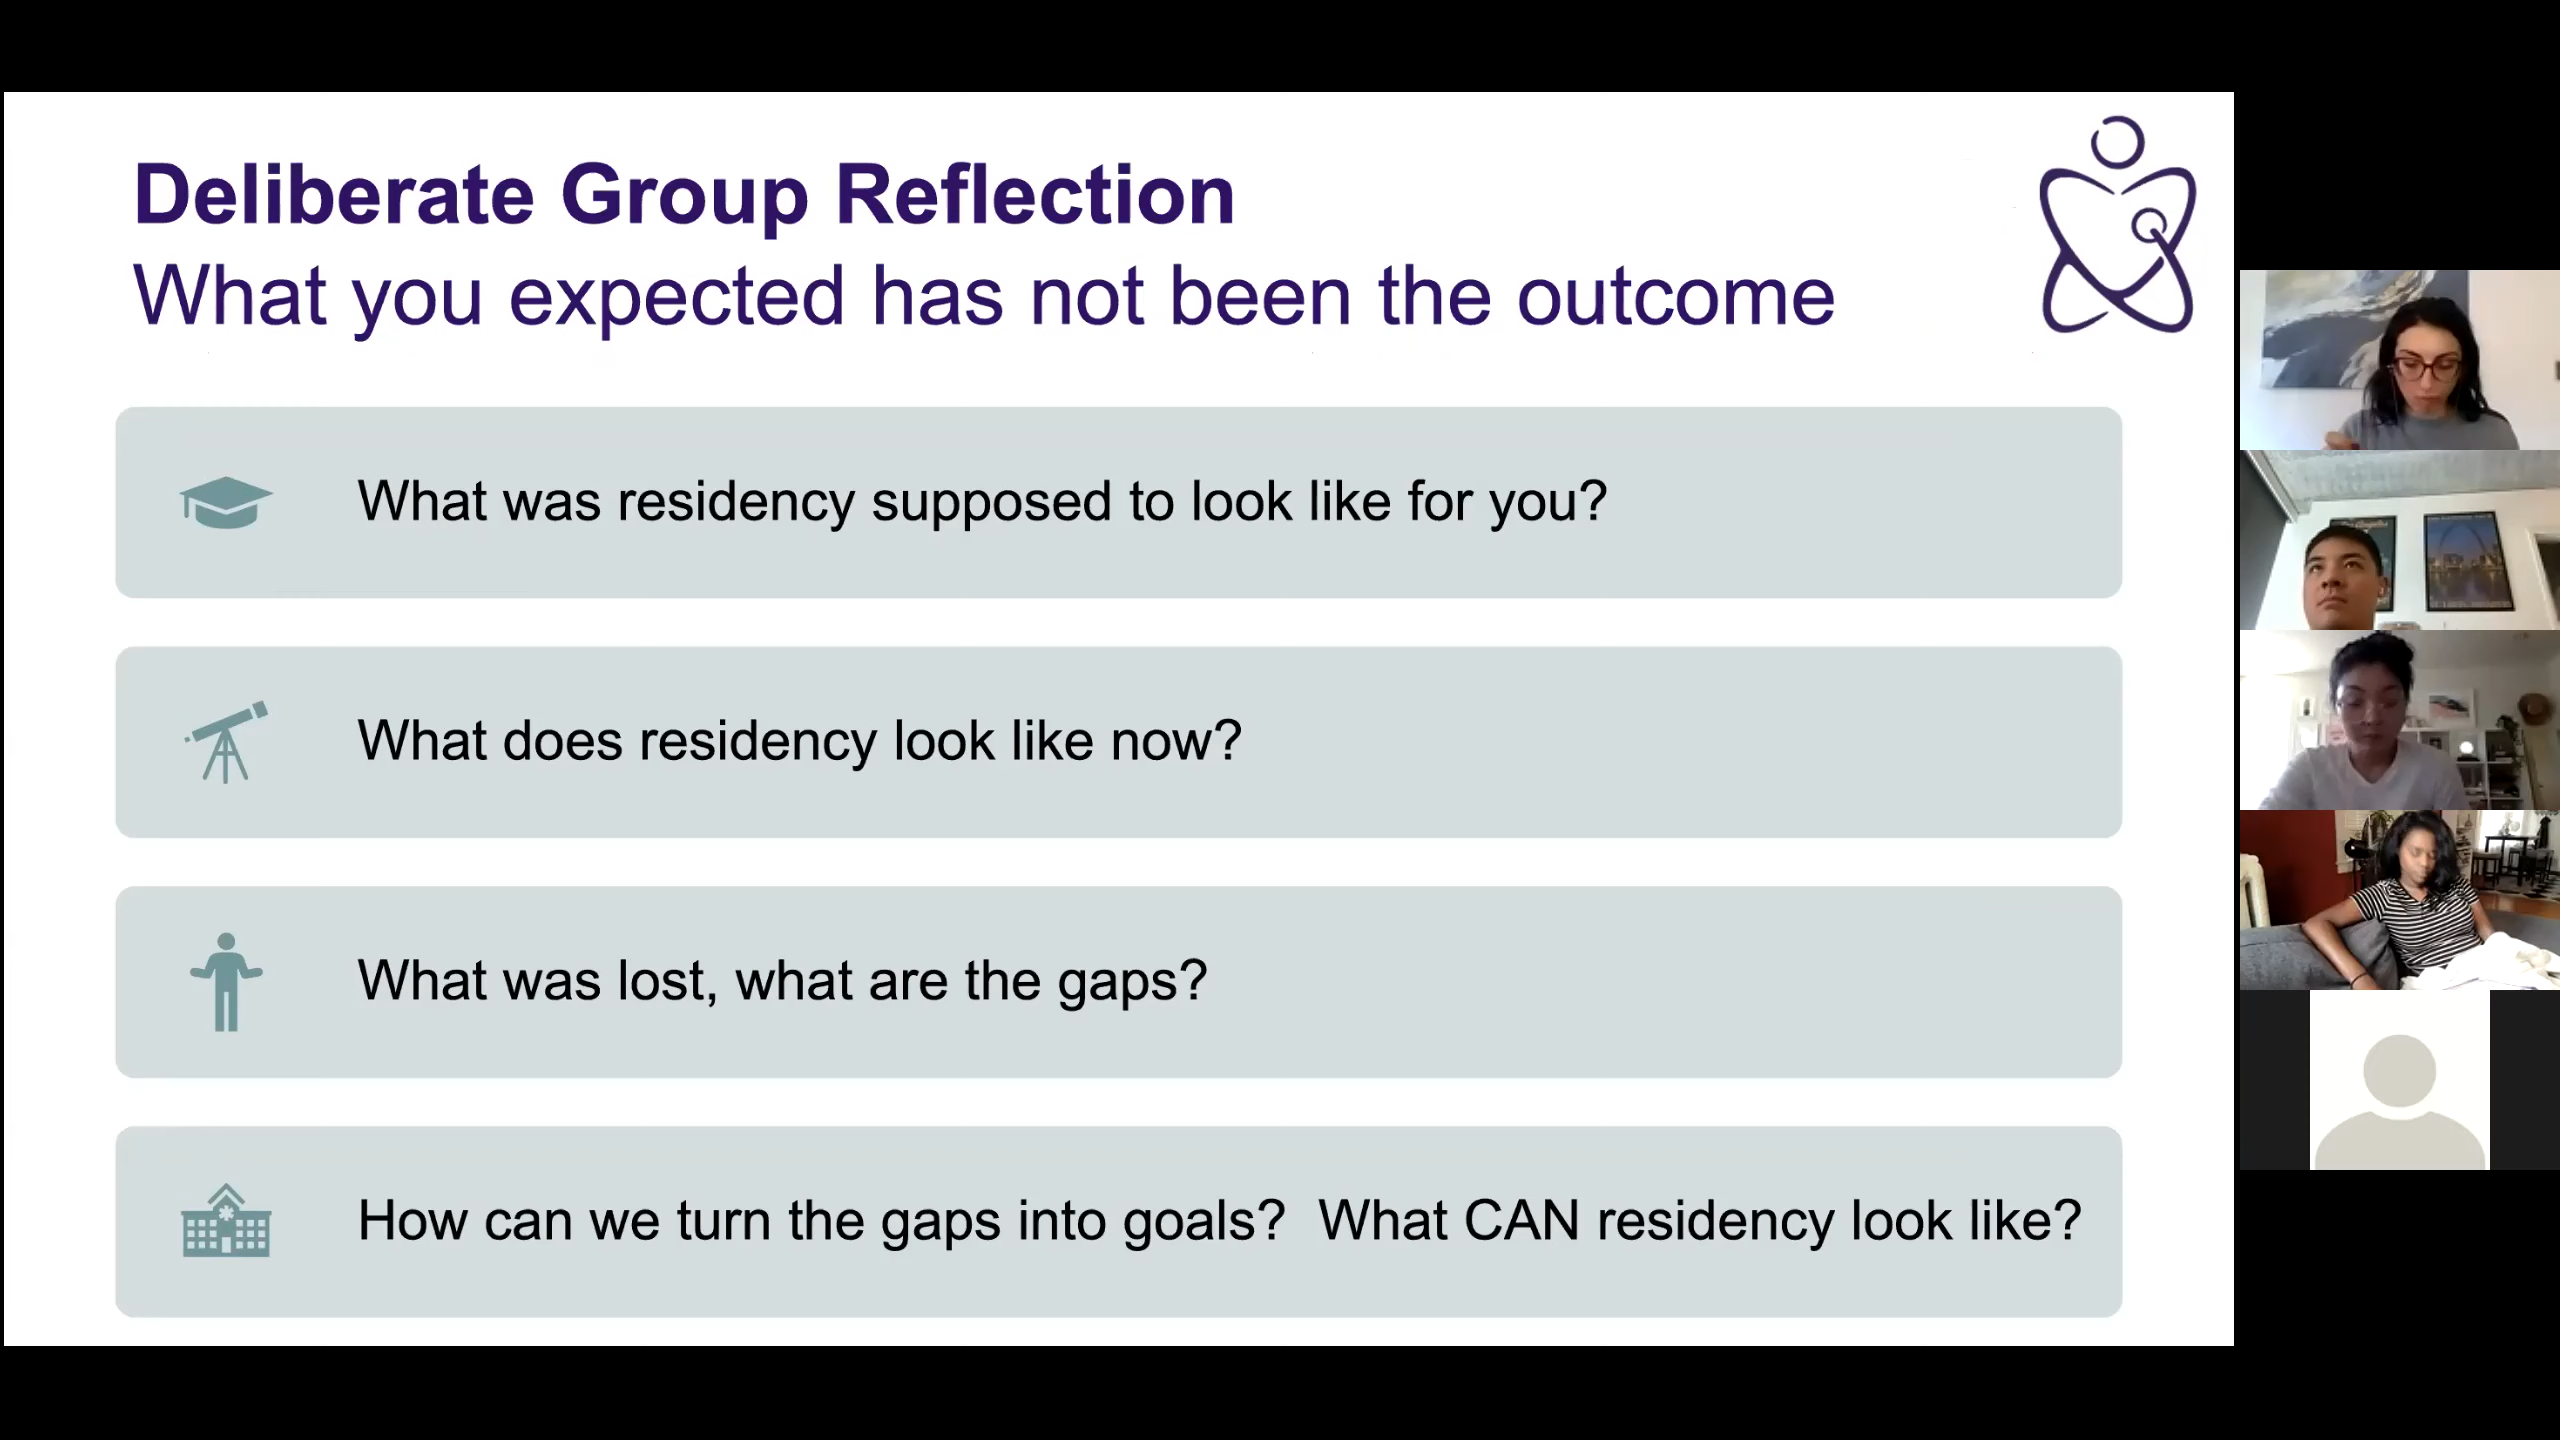 Deliberate Group Reflection
What you expected has not been the outcome
What was residency supposed to look like for you?
What does residency look like now?
What was lost, what are the gaps?
How can we turn the gaps into goals?  What CAN residency look like?